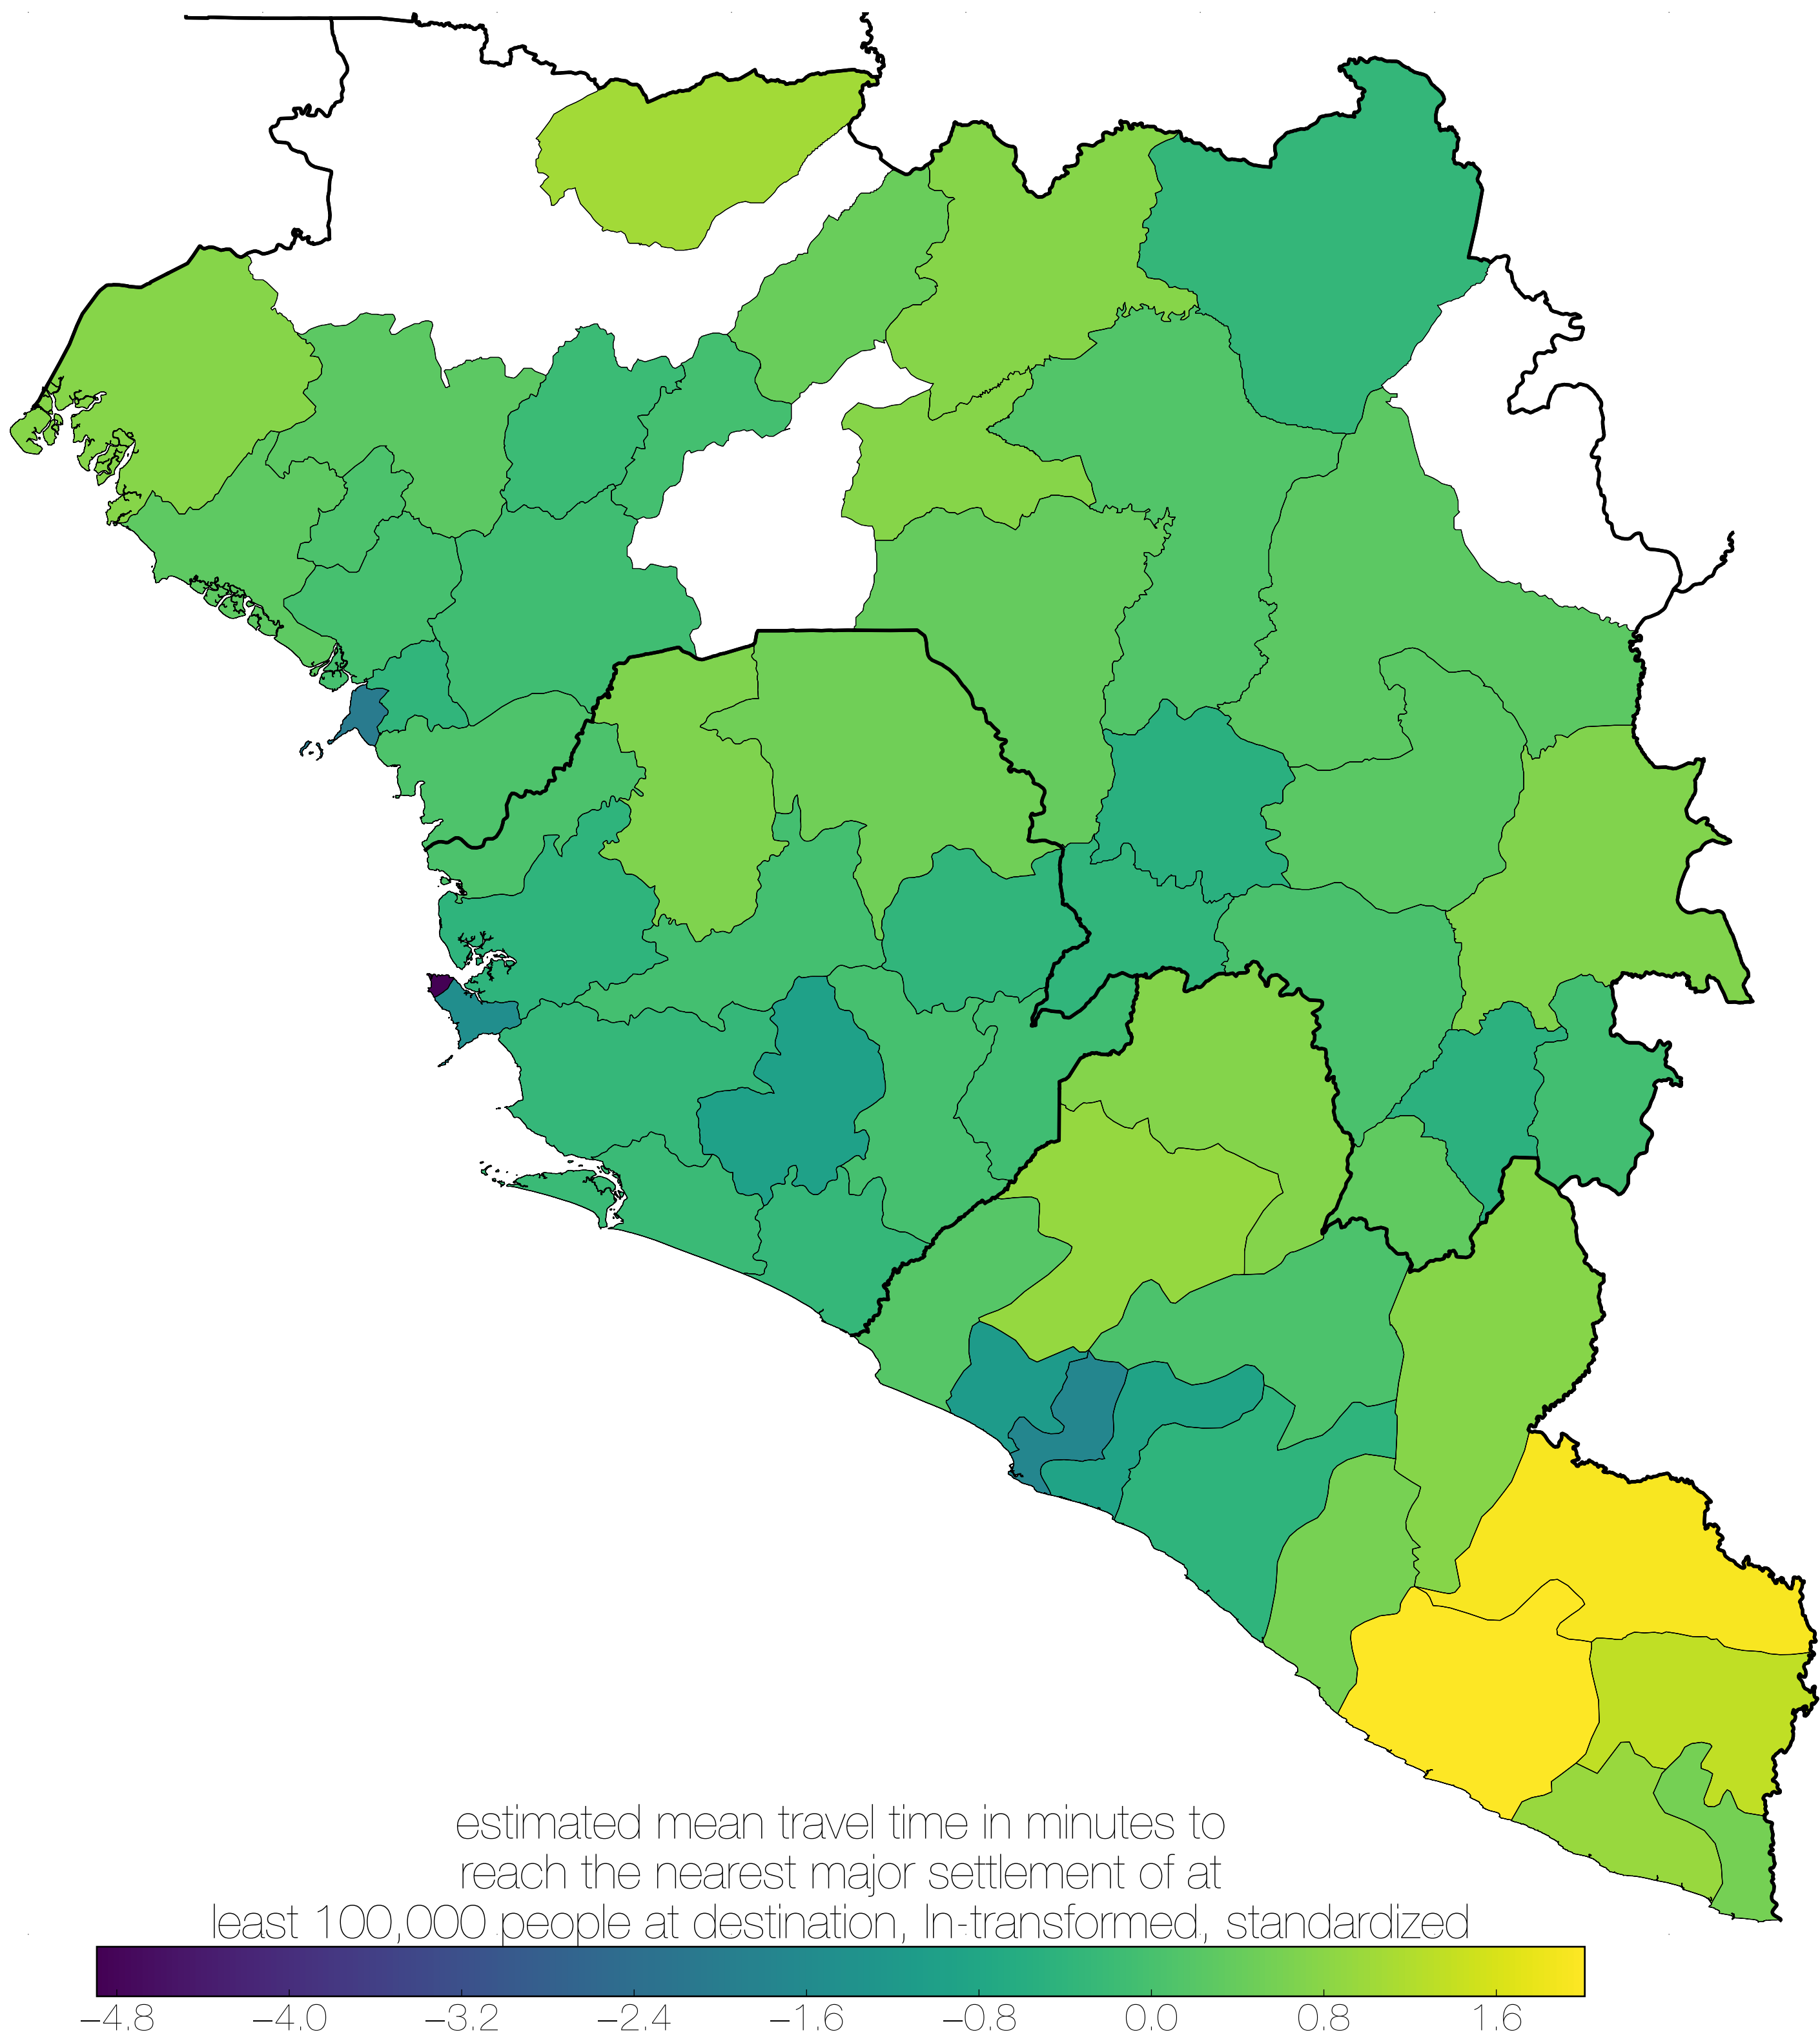 estimated mean travel time in minutes to
reach the nearest major settlement of at
least 100,000 people at destination, ln-transformed, standardized
−4.8 −4.0 −3.2 −2.4 −1.6 −0.8 0.0 0.8 1.6